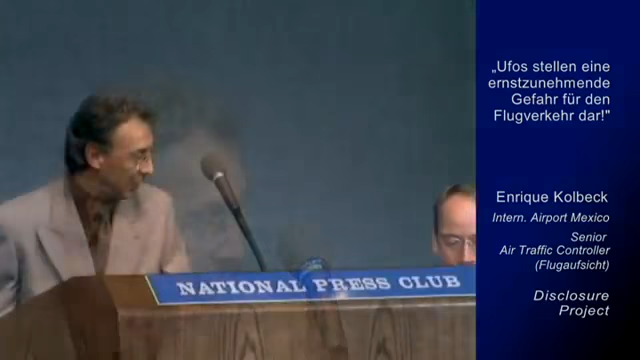 „Ufos stellen eine
ernstzunehmende
Gefahr für den
Flugverkehr dar!"
Enrique Kolbeck
Intern. Airport Mexico
Senior
Air Traffic Controller
(Flugaufsicht)
Disclosure
Project
NATIONAL PRESS CLUB